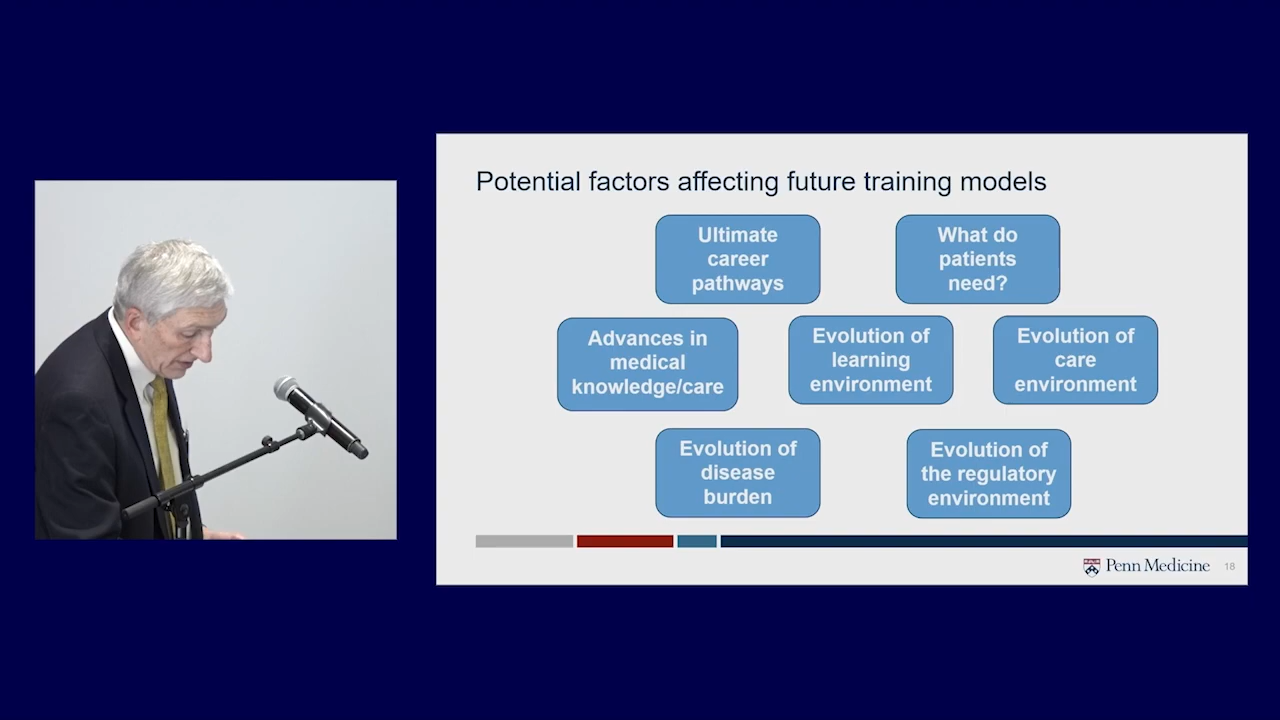 Potential factors affecting future training models
Ultimate
career
pathways
What do
patients
need?
Advances in
medical
knowledge/care
Evolution of
learning
environment
Evolution of
care
environment
Evolution of
disease
burden
Evolution of
the regulatory
environment
Penn Medicine
18